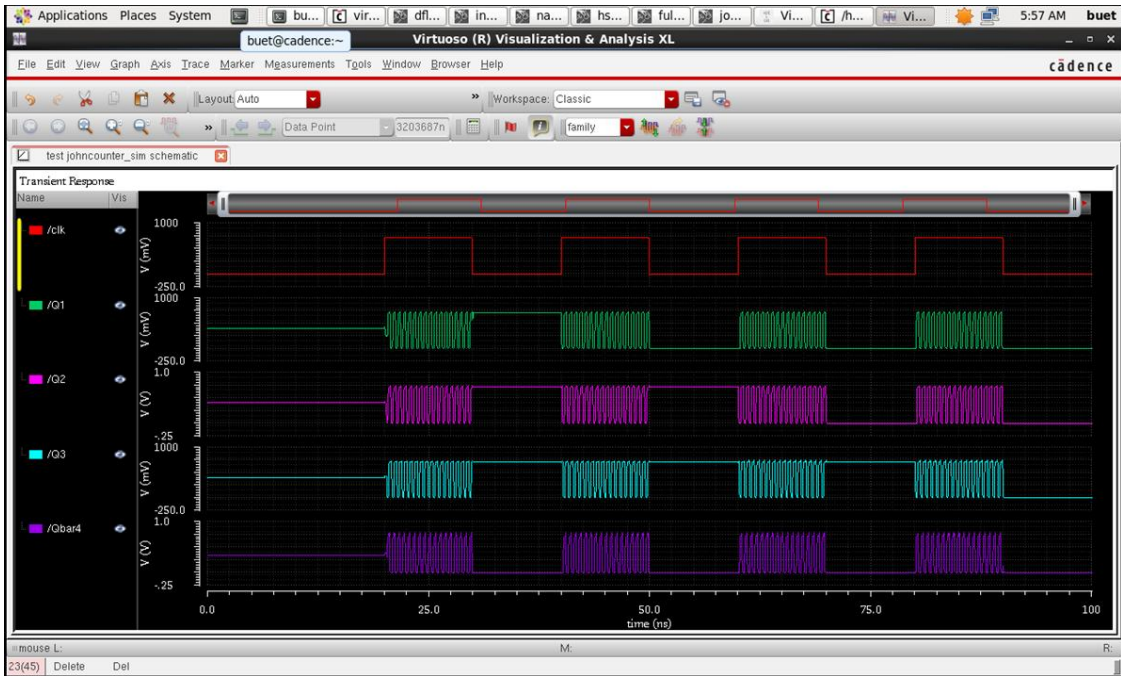 Applications Places System bu... vir... dfl... in... na... hs... ful... jo... Vi... /h... Vi... 5:57 AM buet
buet@cadence:~ Virtuoso (R) Visualization & Analysis XL
File Edit View Graph Axis Trace Marker Measurements Tools Window Browser Help cādence
Layout: Auto » Workspace: Classic
» Data Point 3203687n family
test johncounter_sim schematic
Transient Response
Name Vis
/clk
1000
V (mV)
-250.0
/Q1
1000
V (mV)
-250.0
/Q2
1.0
V (V)
-.25
/Q3
1000
V (mV)
-250.0
/Qbar4
1.0
V (V)
-.25
0.0 25.0 50.0 75.0 100
time (ns)
mouse L: M: R:
23(45) Delete Del